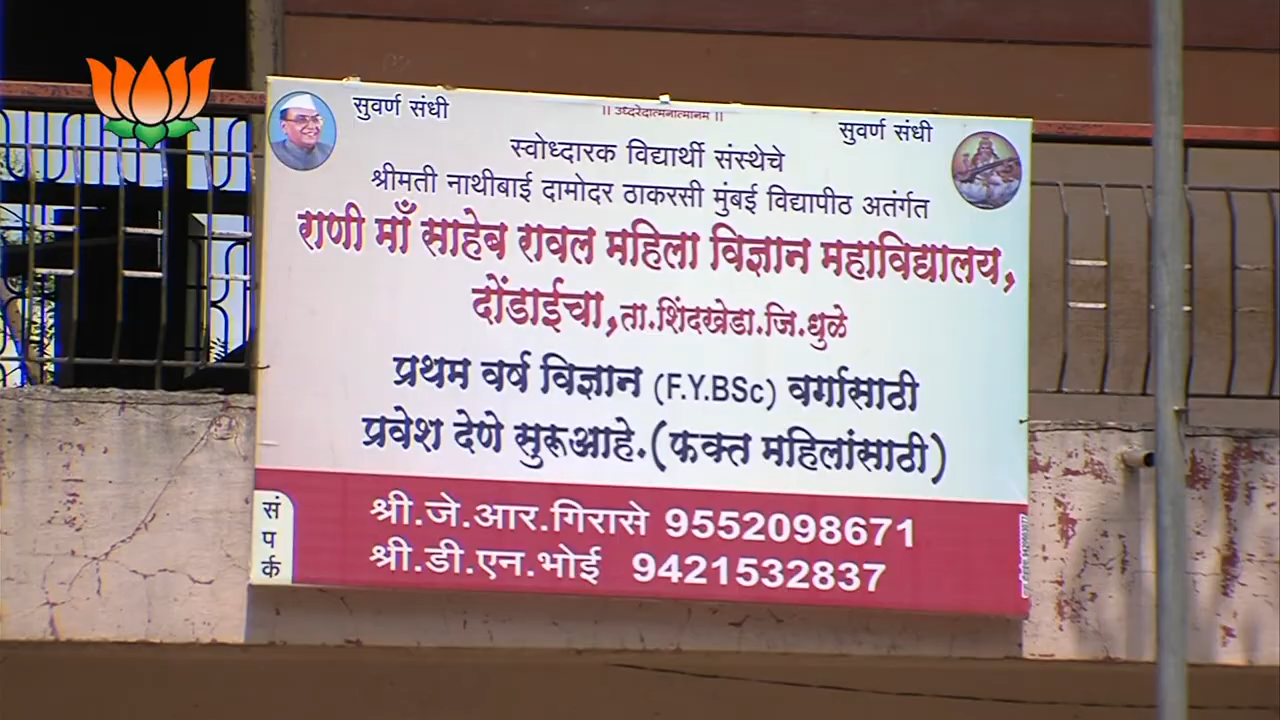 सुवर्ण संधी
।। उध्दरेदात्मनात्मानम ।।
सुवर्ण संधी
स्वोध्दारक विद्यार्थी संस्थेचे
श्रीमती नाथीबाई दामोदर ठाकरसी मुंबई विद्यापीठ अतंर्गत
राणी माँ साहेब रावल महिला विज्ञान महाविद्यालय,
दोंडाईचा,ता.शिंदखेडा.जि.धुळे
प्रथम वर्ष विज्ञान (F.Y.BSc) वर्गासाठी
प्रवेश देणे सुरूआहे.(फक्त महिलांसाठी)
संपर्क
श्री.जे.आर.गिरासे 9552098671
श्री.डी.एन.भोई 9421532837